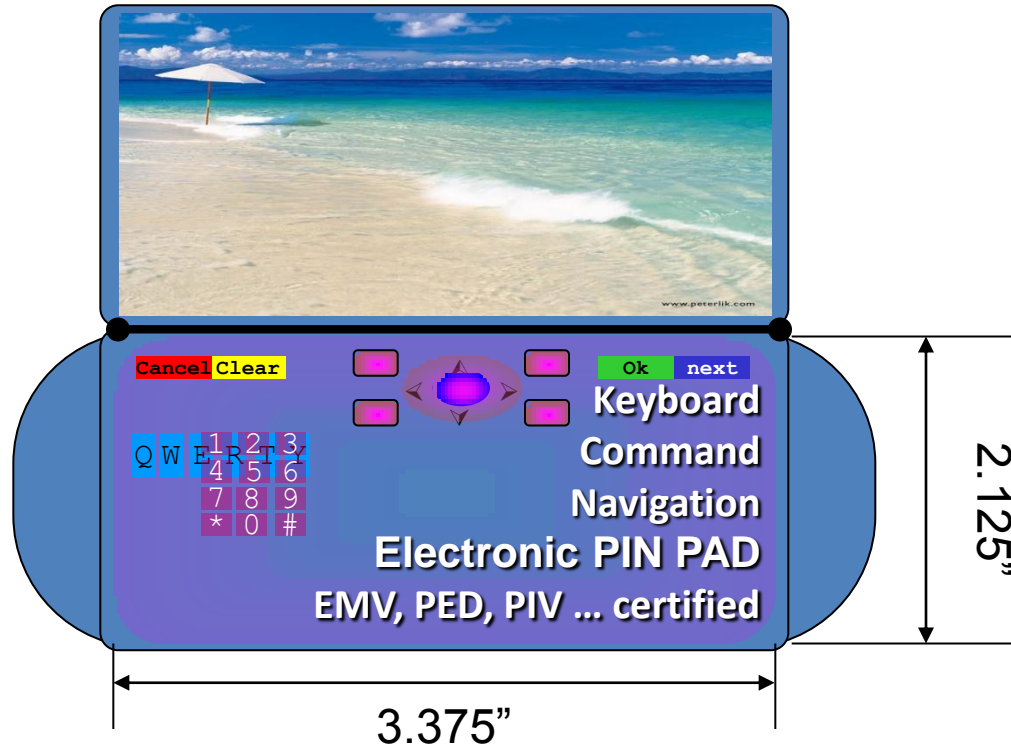 www.peterlik.com
Cancel Clear Ok next
Keyboard
Q W E R T Y
1 2 3
Command
4 5 6
7 8 9
Navigation
* 0 #
Electronic PIN PAD
EMV, PED, PIV ... certified
2.125”
3.375”